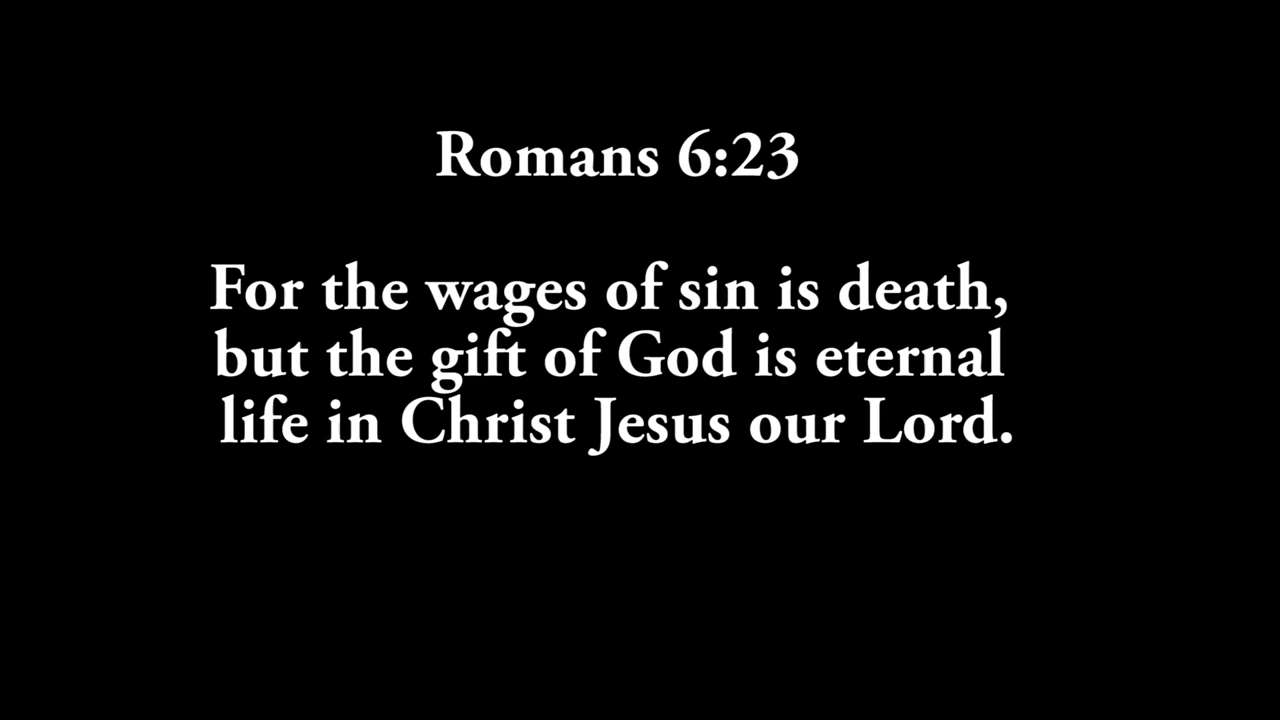 Romans 6:23
For the wages of sin is death,
but the gift of God is eternal
life in Christ Jesus our Lord.